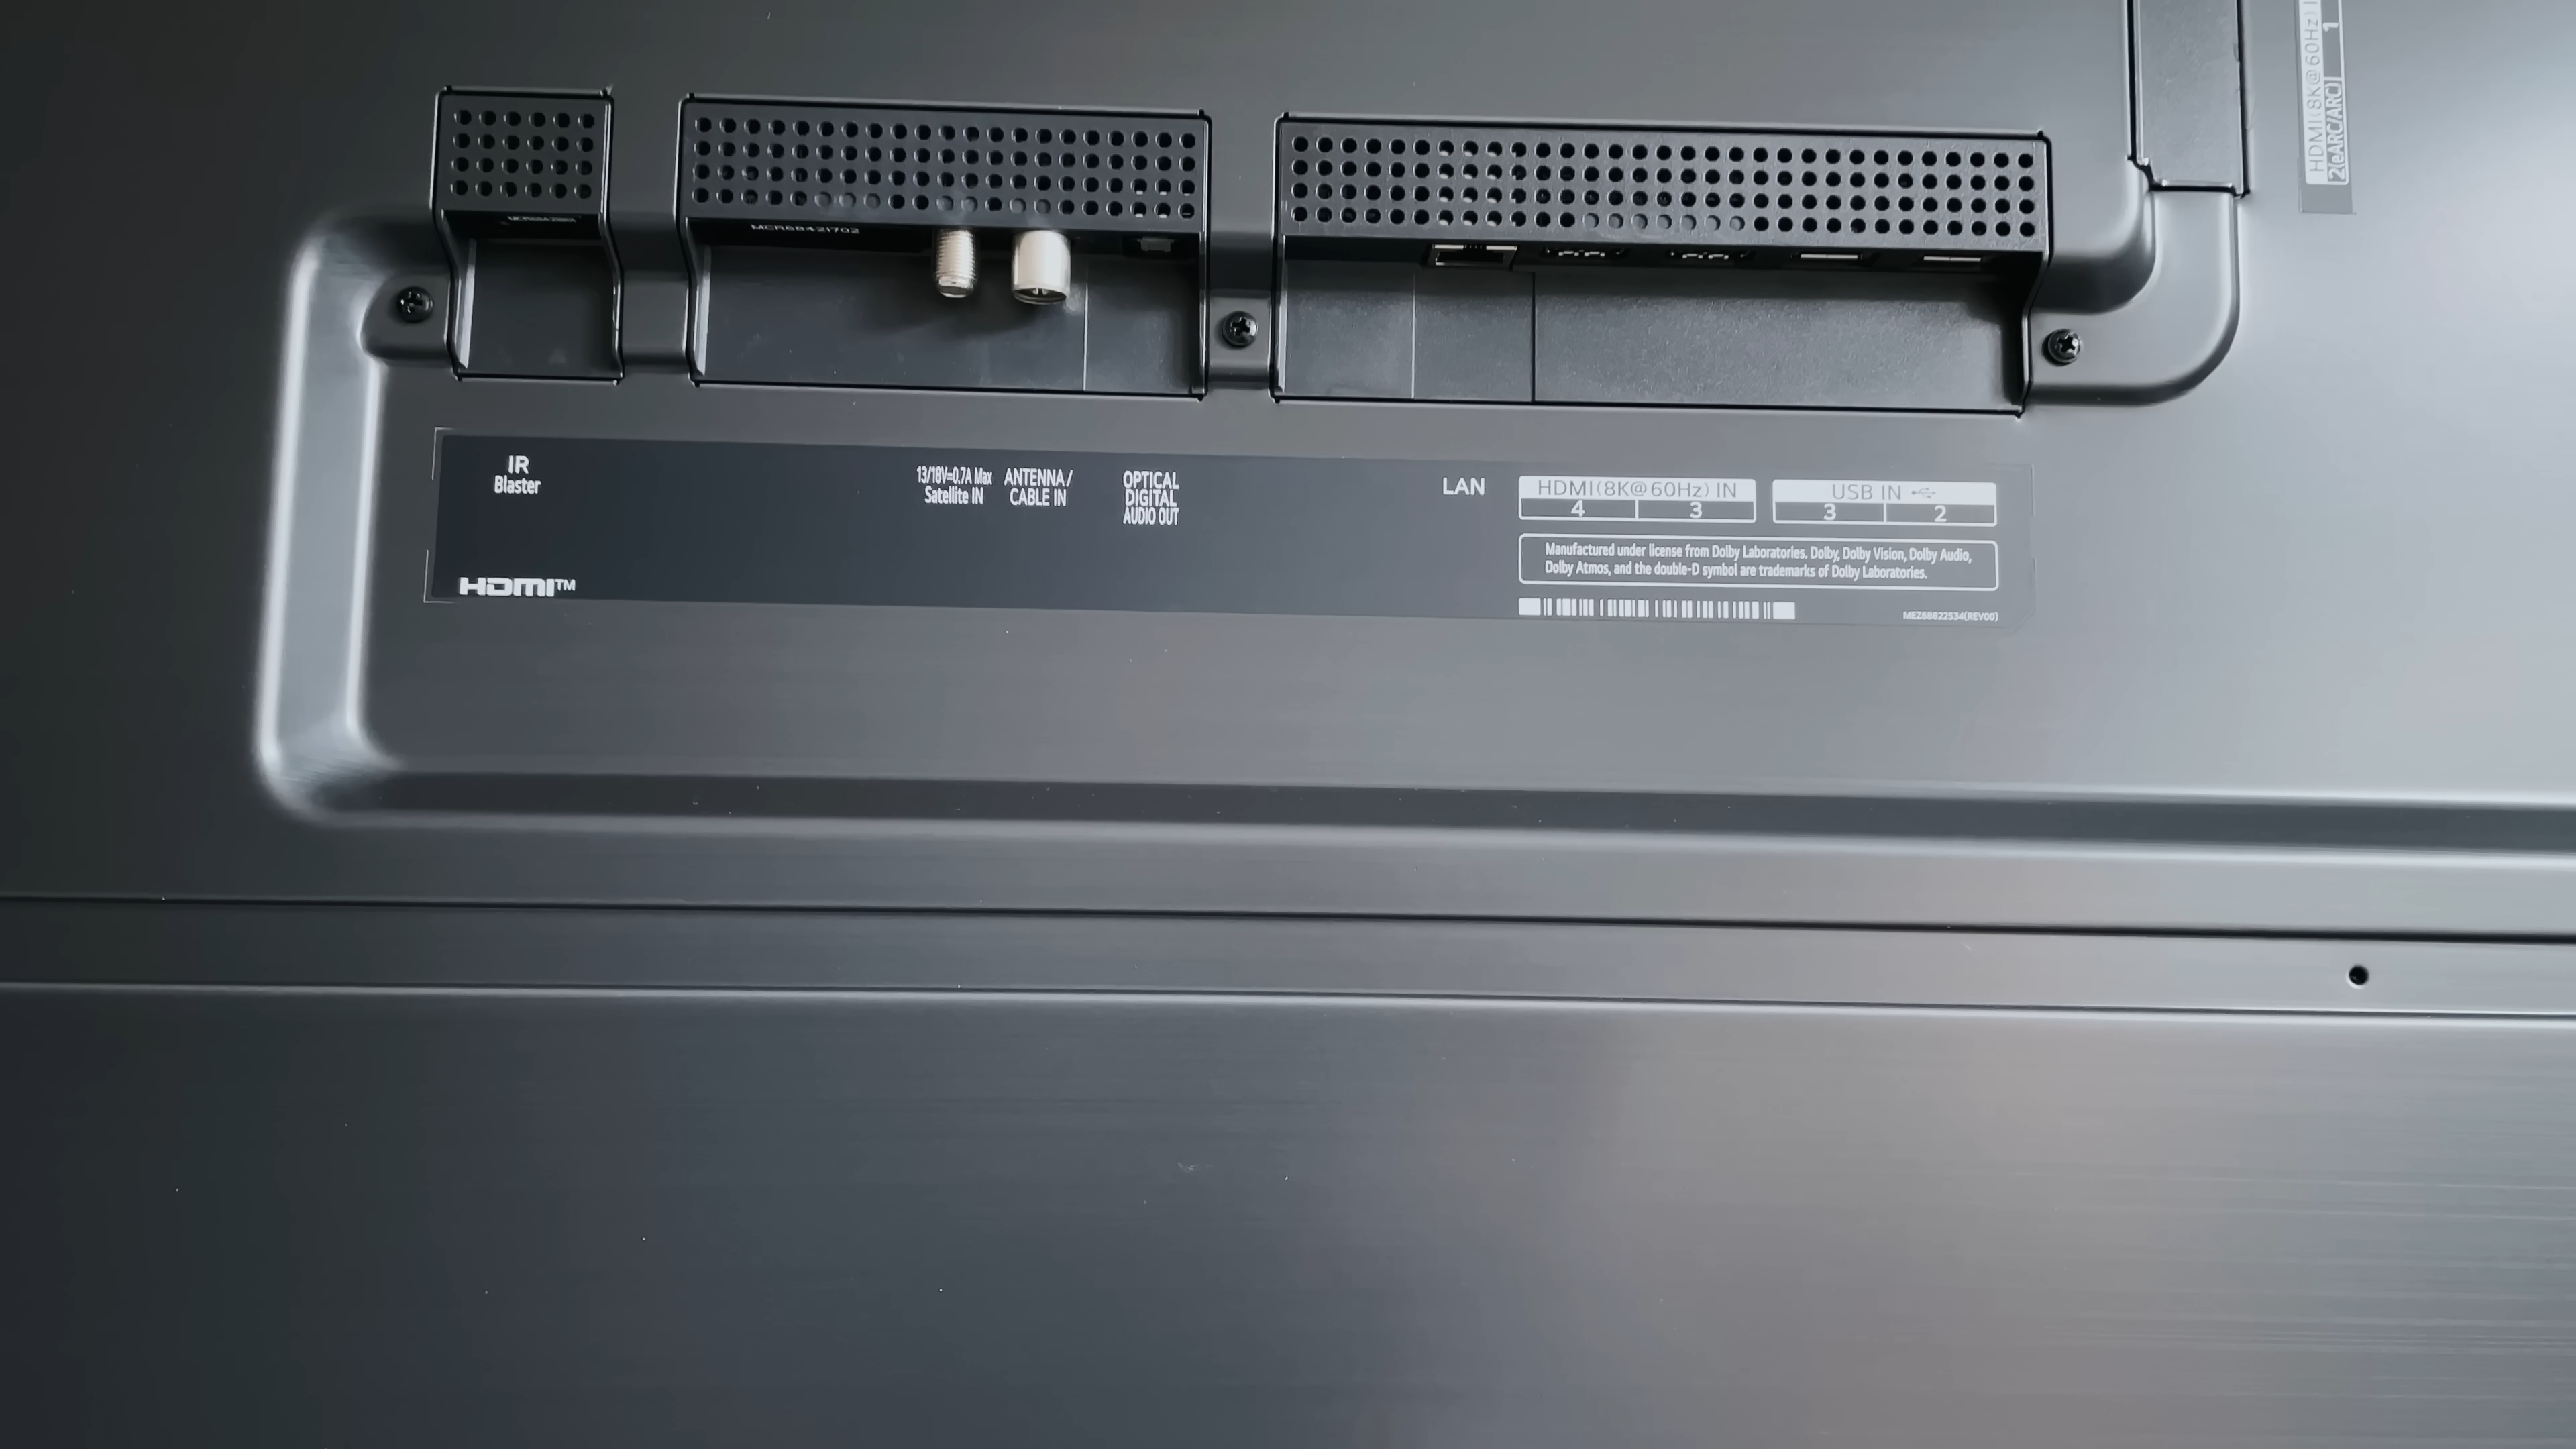 HDMI(8K@60Hz)
2(eARC/ARC) 1
MCR68421702
IR
Blaster
13/18V=0.7A Max
Satellite IN
ANTENNA /
CABLE IN
OPTICAL
DIGITAL
AUDIO OUT
LAN
HDMI(8K@60Hz) IN
4 3
USB IN
3 2
Manufactured under license from Dolby Laboratories. Dolby, Dolby Vision, Dolby Audio,
Dolby Atmos, and the double-D symbol are trademarks of Dolby Laboratories.
HDMI™
MEZ68822534(REV00)